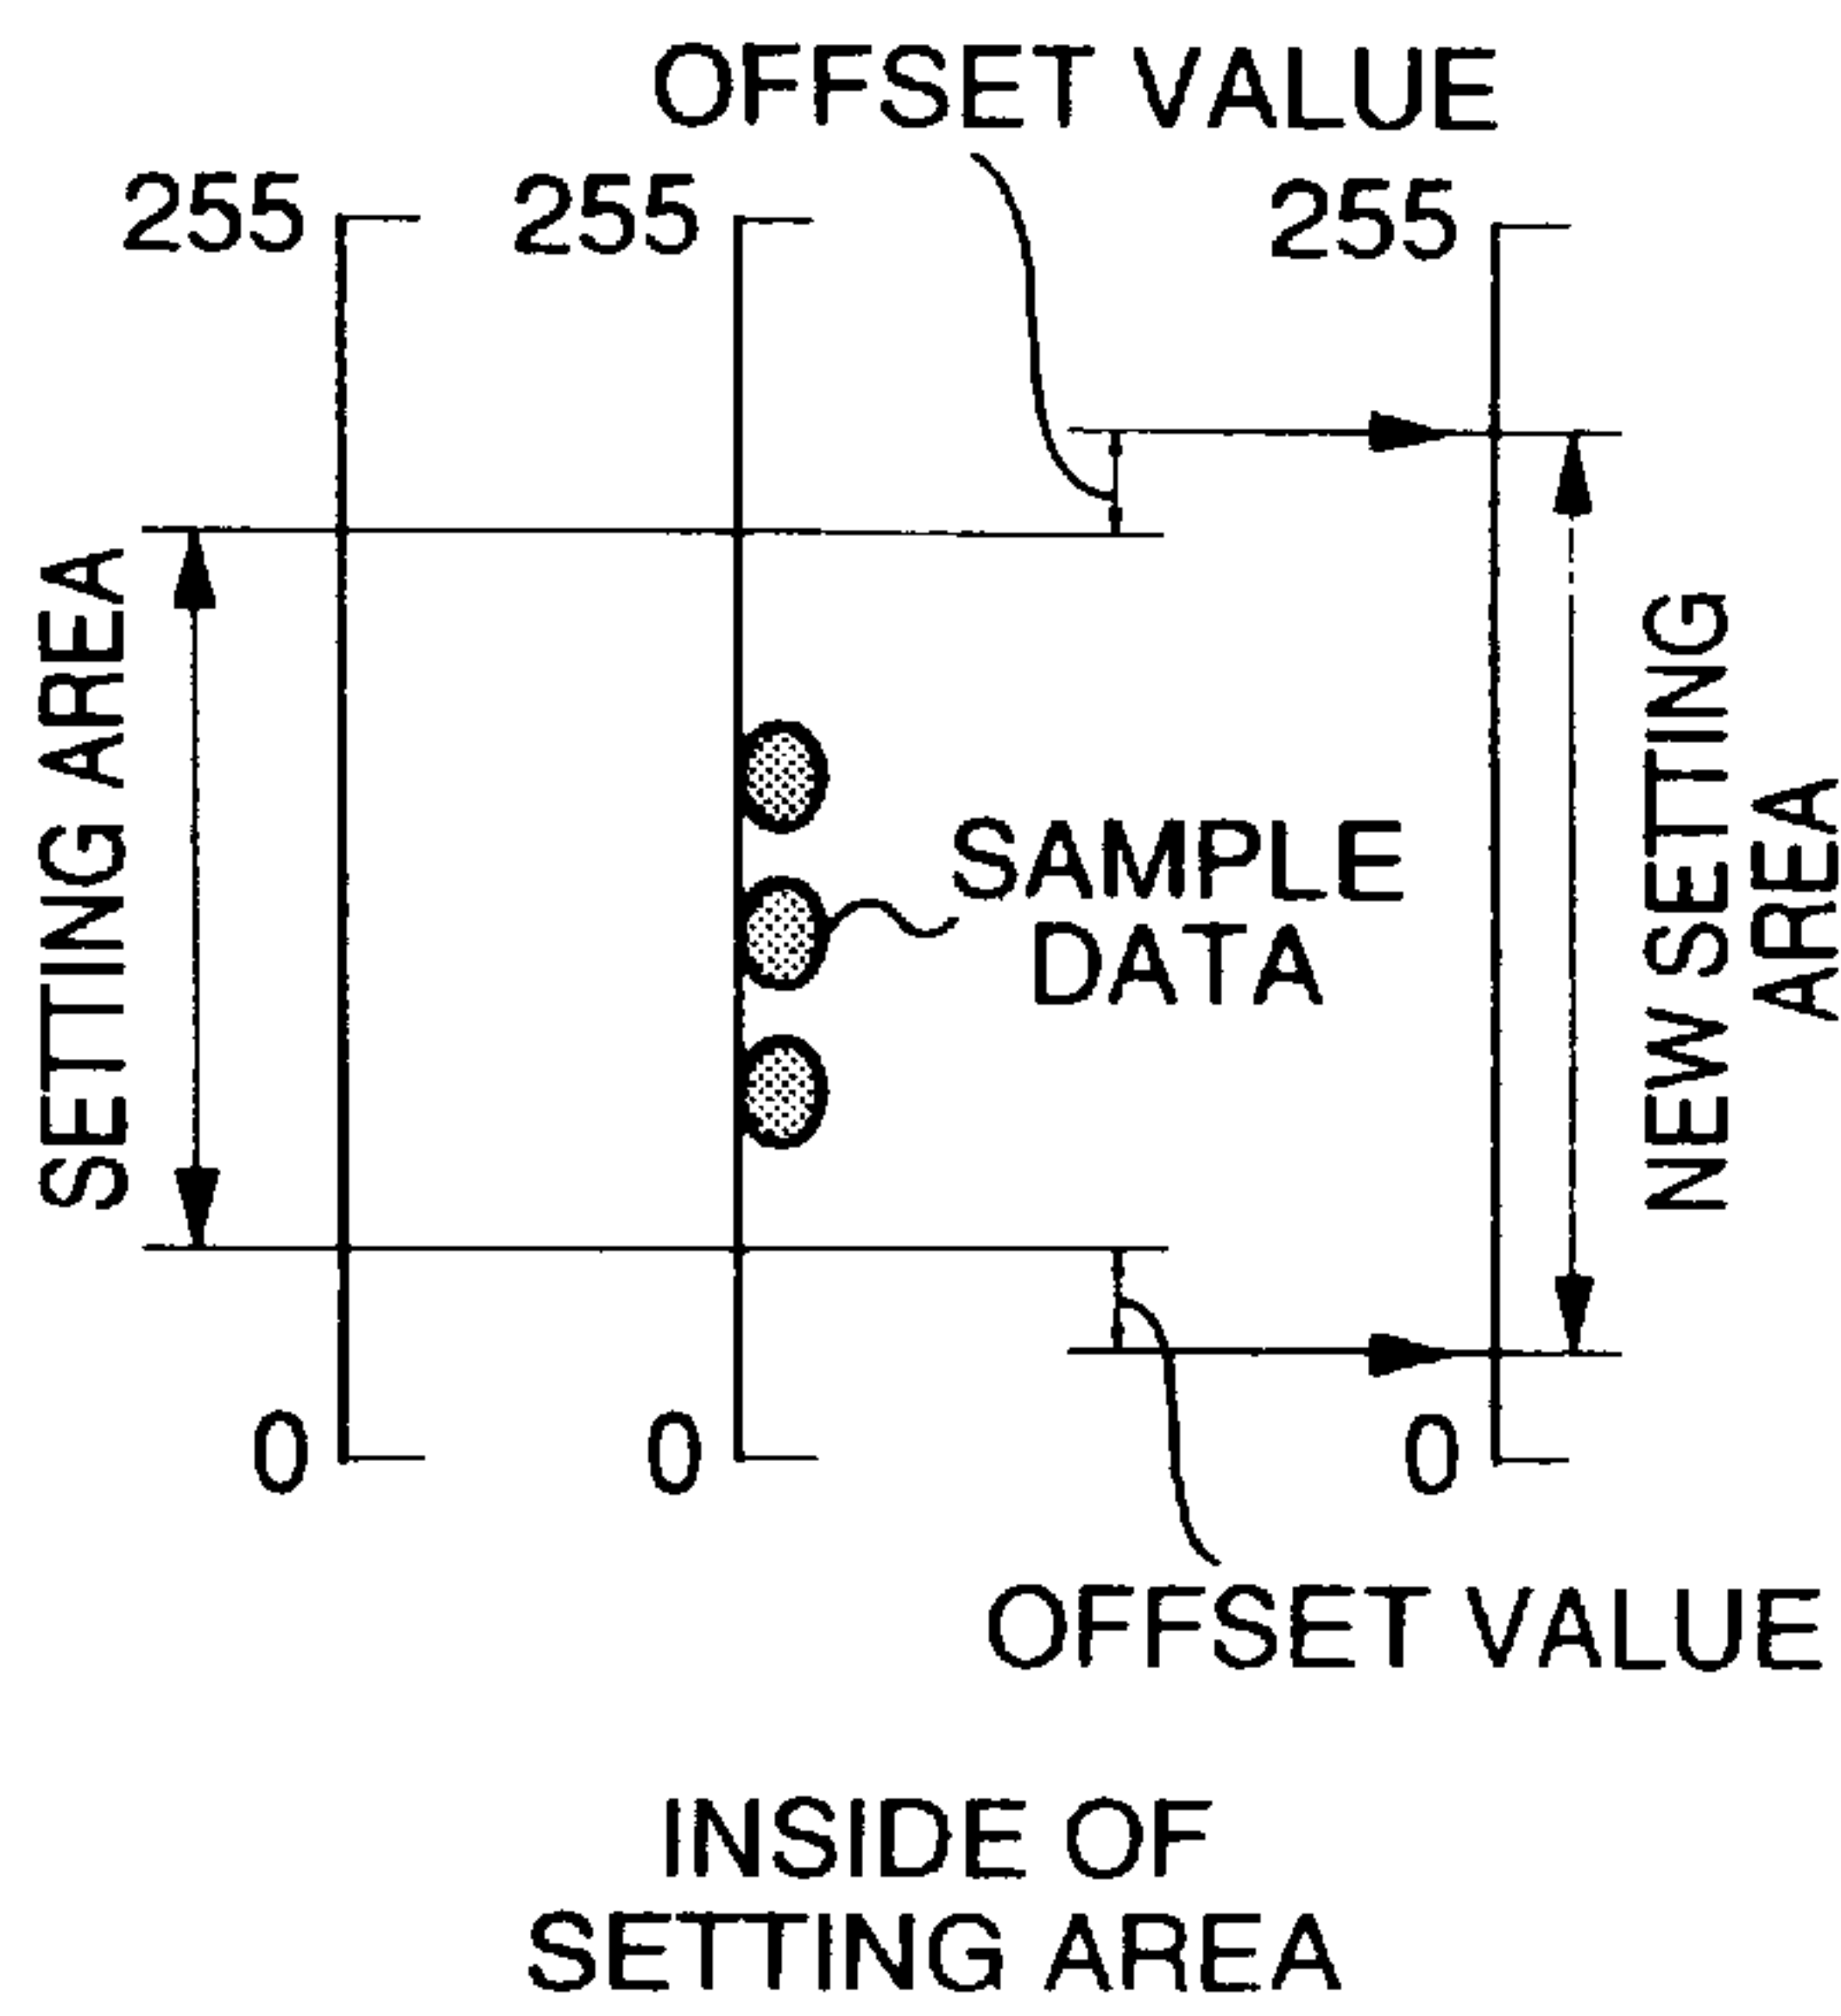 OFFSET VALUE
255
255
255
SETTING AREA
SAMPLE
DATA
NEW SETTING
AREA
0
0
0
OFFSET VALUE
INSIDE OF
SETTING AREA